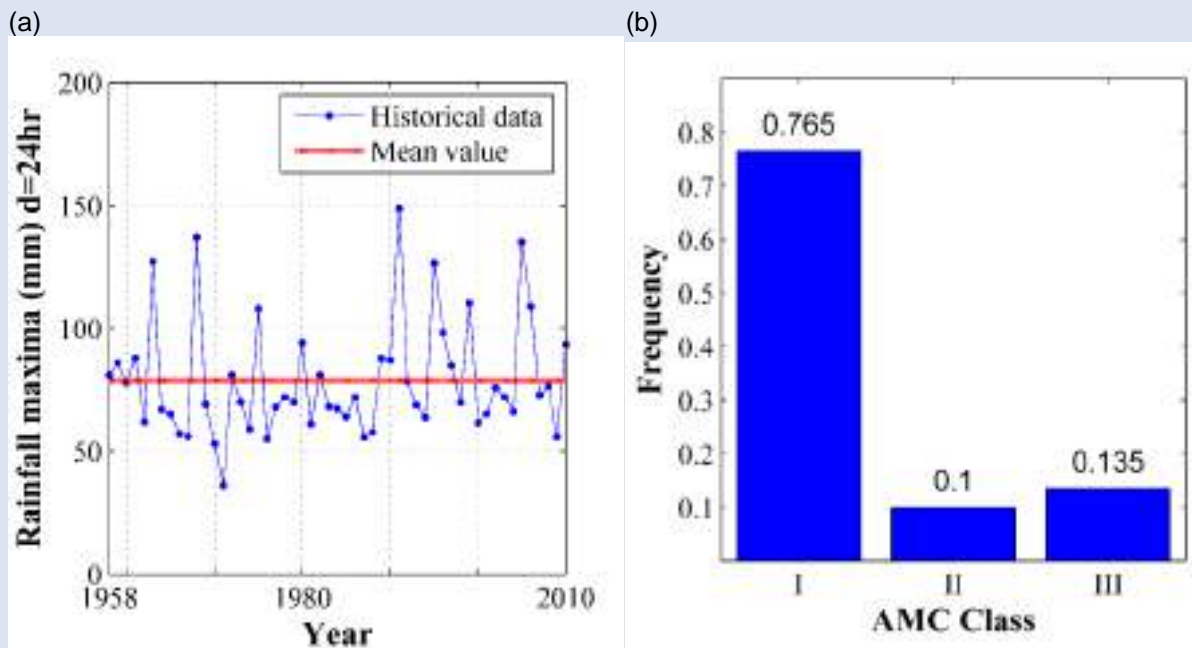 (a)
Rainfall maxima (mm) d=24hr
200
150
100
50
0
Historical data
Mean value
1958
1980
2010
Year
(b)
Frequency
0.8
0.7
0.6
0.5
0.4
0.3
0.2
0.1
0.765
0.1
0.135
I
II
III
AMC Class